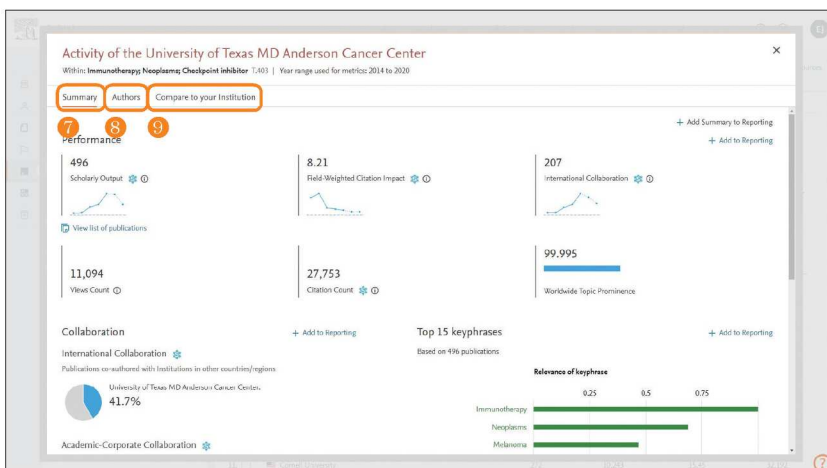 Activity of the University of Texas MD Anderson Cancer Center
Within: Immunotherapy; Neoplasms; Checkpoint inhibitor T.403 | Year range used for metrics: 2014 to 2020
Summary Authors Compare to your Institution
7 8 9
+ Add Summary to Reporting
Performance
+ Add to Reporting
496
Scholarly Output
View list of publications
8.21
Field-Weighted Citation Impact
207
International Collaboration
11,094
Views Count
27,753
Citation Count
99.995
Worldwide Topic Prominence
Collaboration
+ Add to Reporting
International Collaboration
Publications co-authored with Institutions in other countries/regions
University of Texas MD Anderson Cancer Center.
41.7%
Academic-Corporate Collaboration
Top 15 keyphrases
+ Add to Reporting
Based on 496 publications
Relevance of keyphrase
0.25 0.5 0.75
Immunotherapy
Neoplasms
Melanoma
Cornell University